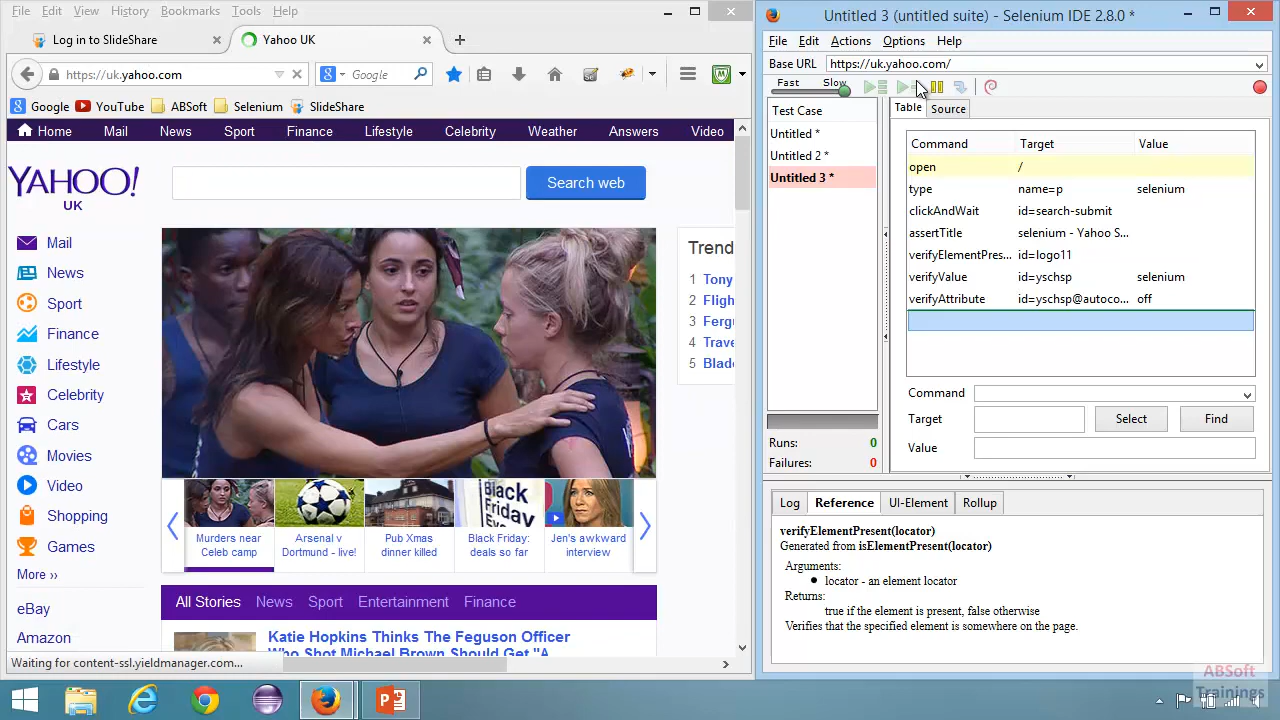 File Edit View History Bookmarks Tools Help
Log in to SlideShare
Yahoo UK
https://uk.yahoo.com
Google
Google YouTube ABSoft Selenium SlideShare
Home Mail News Sport Finance Lifestyle Celebrity Weather Answers Video
YAHOO!
UK
Search web
Mail
News
Sport
Finance
Lifestyle
Celebrity
Cars
Movies
Video
Shopping
Games
More ››
eBay
Amazon
Trend
1 Tony
2 Fligh
3 Ferg
4 Trave
5 Blade
Black
Friday
Murders near
Celeb camp
Arsenal v
Dortmund - live!
Pub Xmas
dinner killed
Black Friday:
deals so far
Jen's awkward
interview
All Stories News Sport Entertainment Finance
Katie Hopkins Thinks The Feguson Officer
Who Shot Michael Brown Should Get "A
Waiting for content-ssl.yieldmanager.com...
Untitled 3 (untitled suite) - Selenium IDE 2.8.0 *
File Edit Actions Options Help
Base URL https://uk.yahoo.com/
Fast Slow
Test Case
Untitled *
Untitled 2 *
Untitled 3 *
Runs: 0
Failures: 0
Table Source
Command Target Value
open /
type name=p selenium
clickAndWait id=search-submit
assertTitle selenium - Yahoo S...
verifyElementPres... id=logo11
verifyValue id=yschsp selenium
verifyAttribute id=yschsp@autoco... off
Command
Target Select Find
Value
Log Reference UI-Element Rollup
verifyElementPresent(locator)
Generated from isElementPresent(locator)
Arguments:
● locator - an element locator
Returns:
true if the element is present, false otherwise
Verifies that the specified element is somewhere on the page.
ABSoft
Trainings